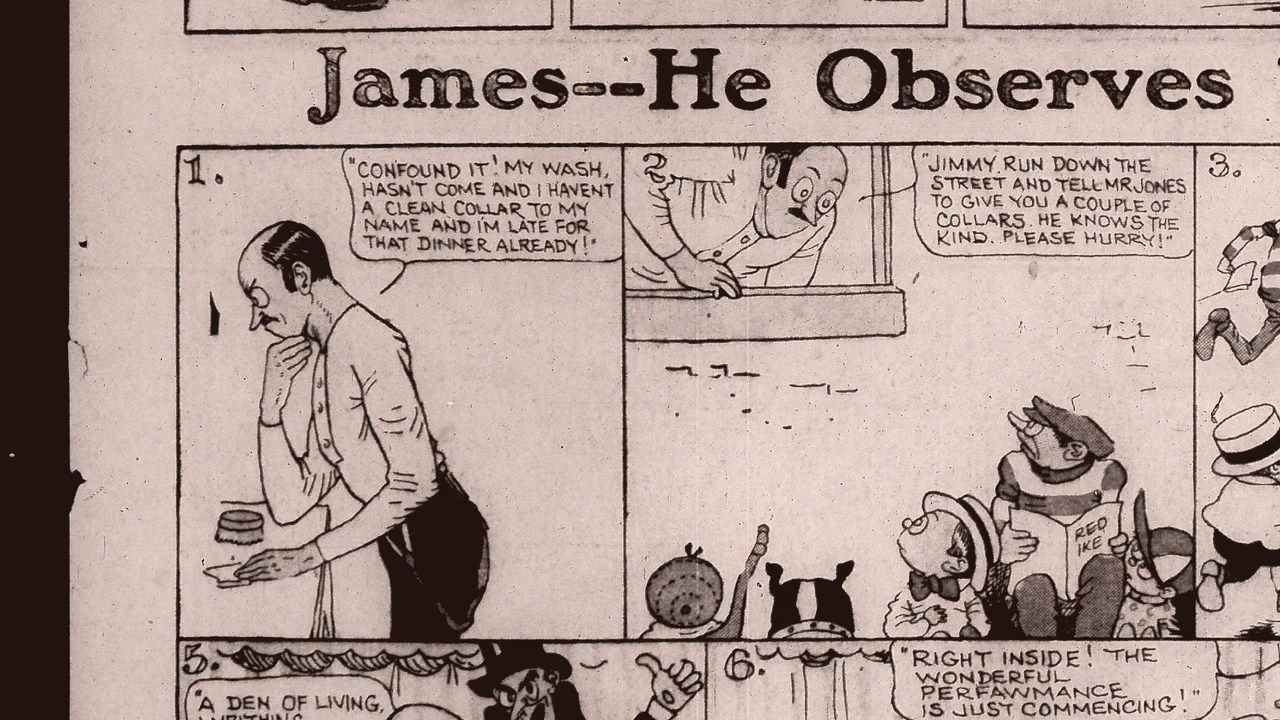 James--He Observes
1.
"CONFOUND IT! MY WASH,
HASN'T COME AND I HAVENT
A CLEAN COLLAR TO MY
NAME AND I'M LATE FOR
THAT DINNER ALREADY!"
2.
"JIMMY, RUN DOWN THE
STREET AND TELL MR JONES
TO GIVE YOU A COUPLE OF
COLLARS. HE KNOWS THE
KIND. PLEASE HURRY!"
RED
IKE
3.
5.
"A DEN OF LIVING,
6.
"RIGHT INSIDE! THE
WONDERFUL
PERFAWMANCE
IS JUST COMMENCING!"